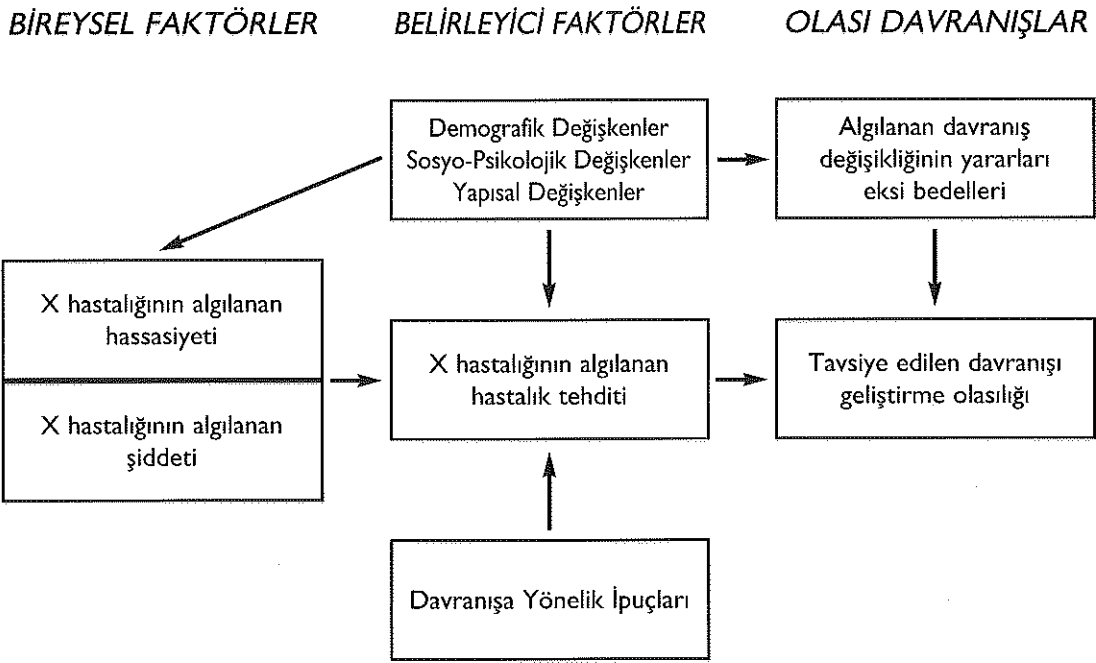 BİREYSEL FAKTÖRLER
BELİRLEYİCİ FAKTÖRLER
OLASI DAVRANIŞLAR
Demografik Değişkenler
Sosyo-Psikolojik Değişkenler
Yapısal Değişkenler
Algılanan davranış
değişikliğinin yararları
eksi bedelleri
X hastalığının algılanan
hassasiyeti
X hastalığının algılanan
şiddeti
X hastalığının algılanan
hastalık tehditi
Tavsiye edilen davranışı
geliştirme olasılığı
Davranışa Yönelik İpuçları